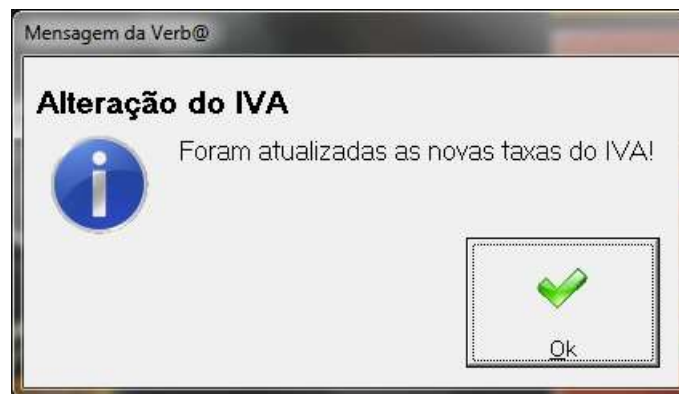 Mensagem da Verb@
Alteração do IVA
Foram atualizadas as novas taxas do IVA!
Ok